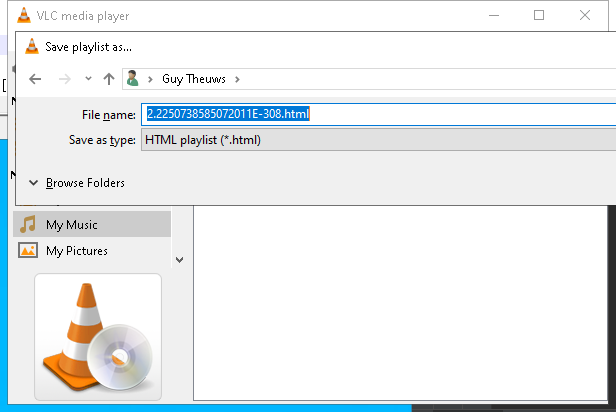 VLC media player
Save playlist as...
Guy Theuws
File name: 2.2250738585072011E-308.html
Save as type: HTML playlist (*.html)
Browse Folders
My Music
My Pictures